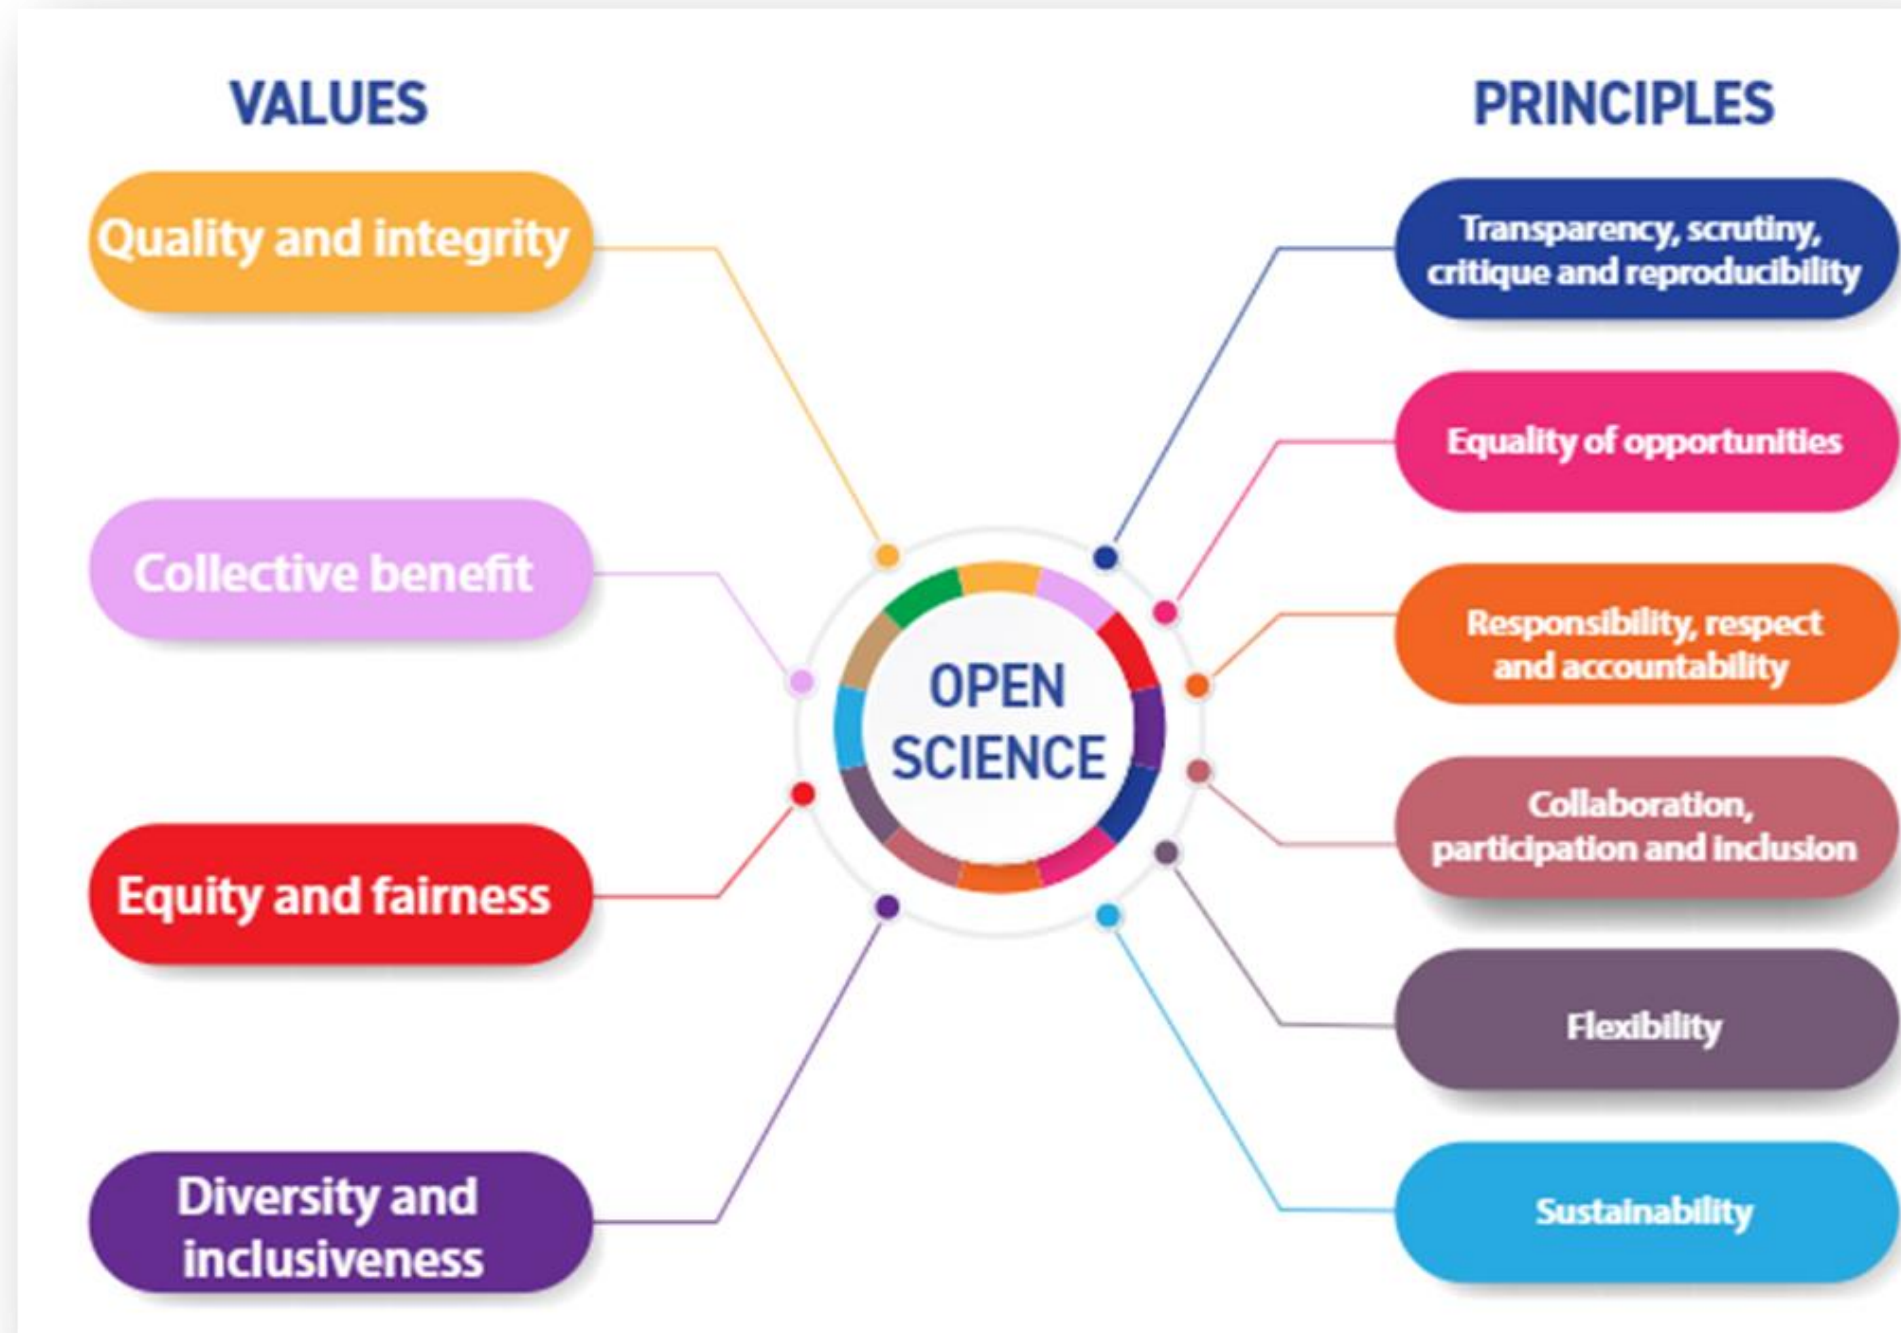 VALUES
Quality and integrity
Collective benefit
Equity and fairness
Diversity and
inclusiveness
OPEN
SCIENCE
PRINCIPLES
Transparency, scrutiny,
critique and reproducibility
Equality of opportunities
Responsibility, respect
and accountability
Collaboration,
participation and inclusion
Flexibility
Sustainability